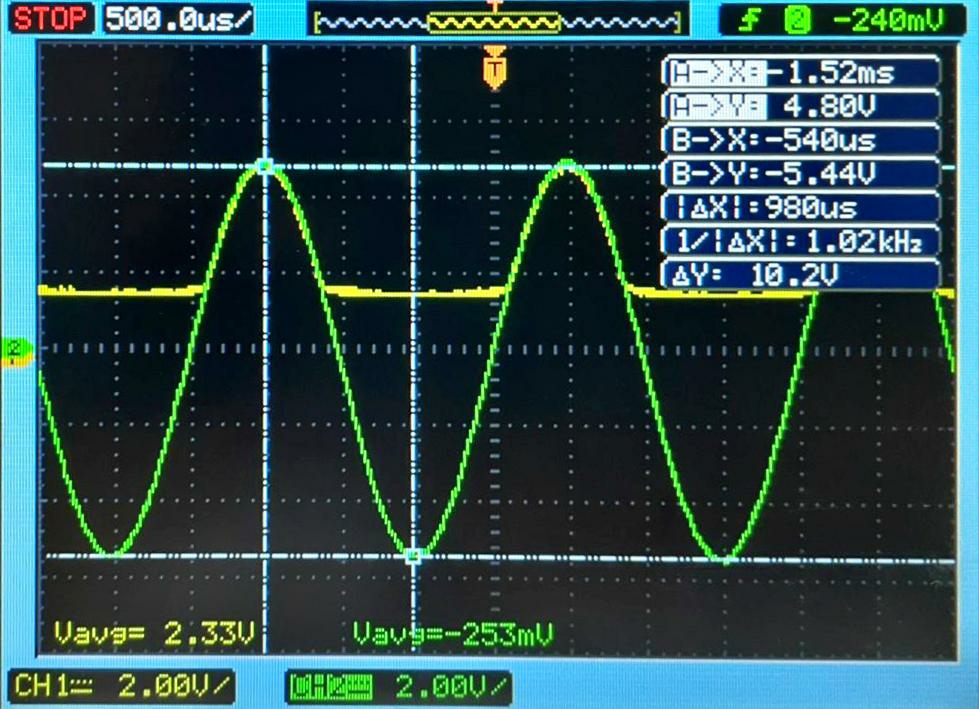 STOP 500.0us/ T 2 -240mV
T
A->X:-1.52ms
A->Y: 4.80V
B->X:-540us
B->Y:-5.44V
|ΔX|:980us
1/|ΔX|: 1.02kHz
ΔY: 10.2V
2
Vavg= 2.33V Vavg=-253mV
CH1 2.00V/ 2.00V/